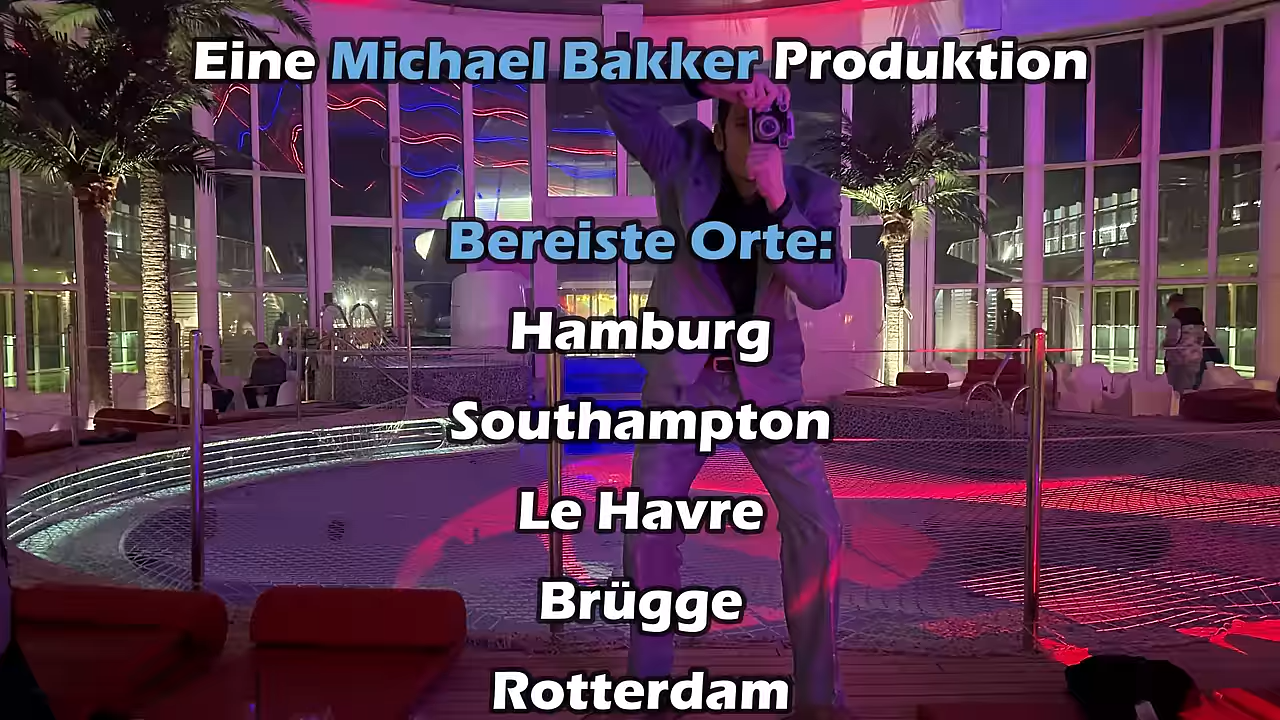 Eine Michael Bakker Produktion
Bereiste Orte:
Hamburg
Southampton
Le Havre
Brügge
Rotterdam